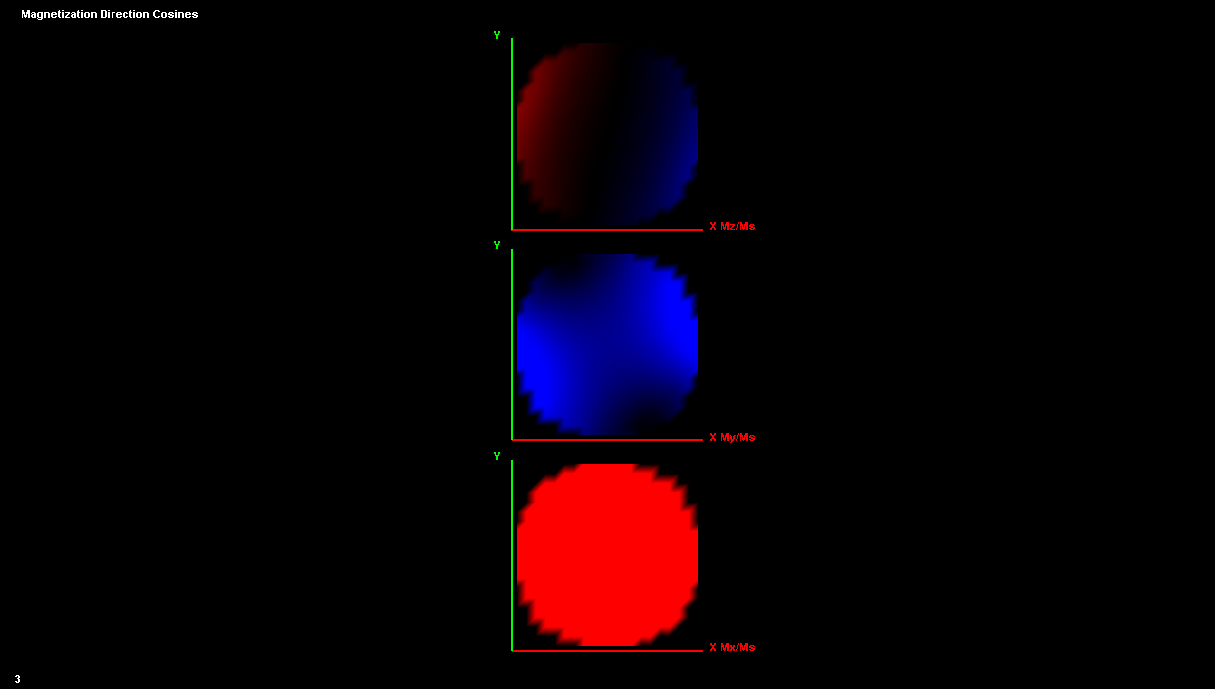 Magnetization Direction Cosines
Y
X Mz/Ms
Y
X My/Ms
Y
X Mx/Ms
3